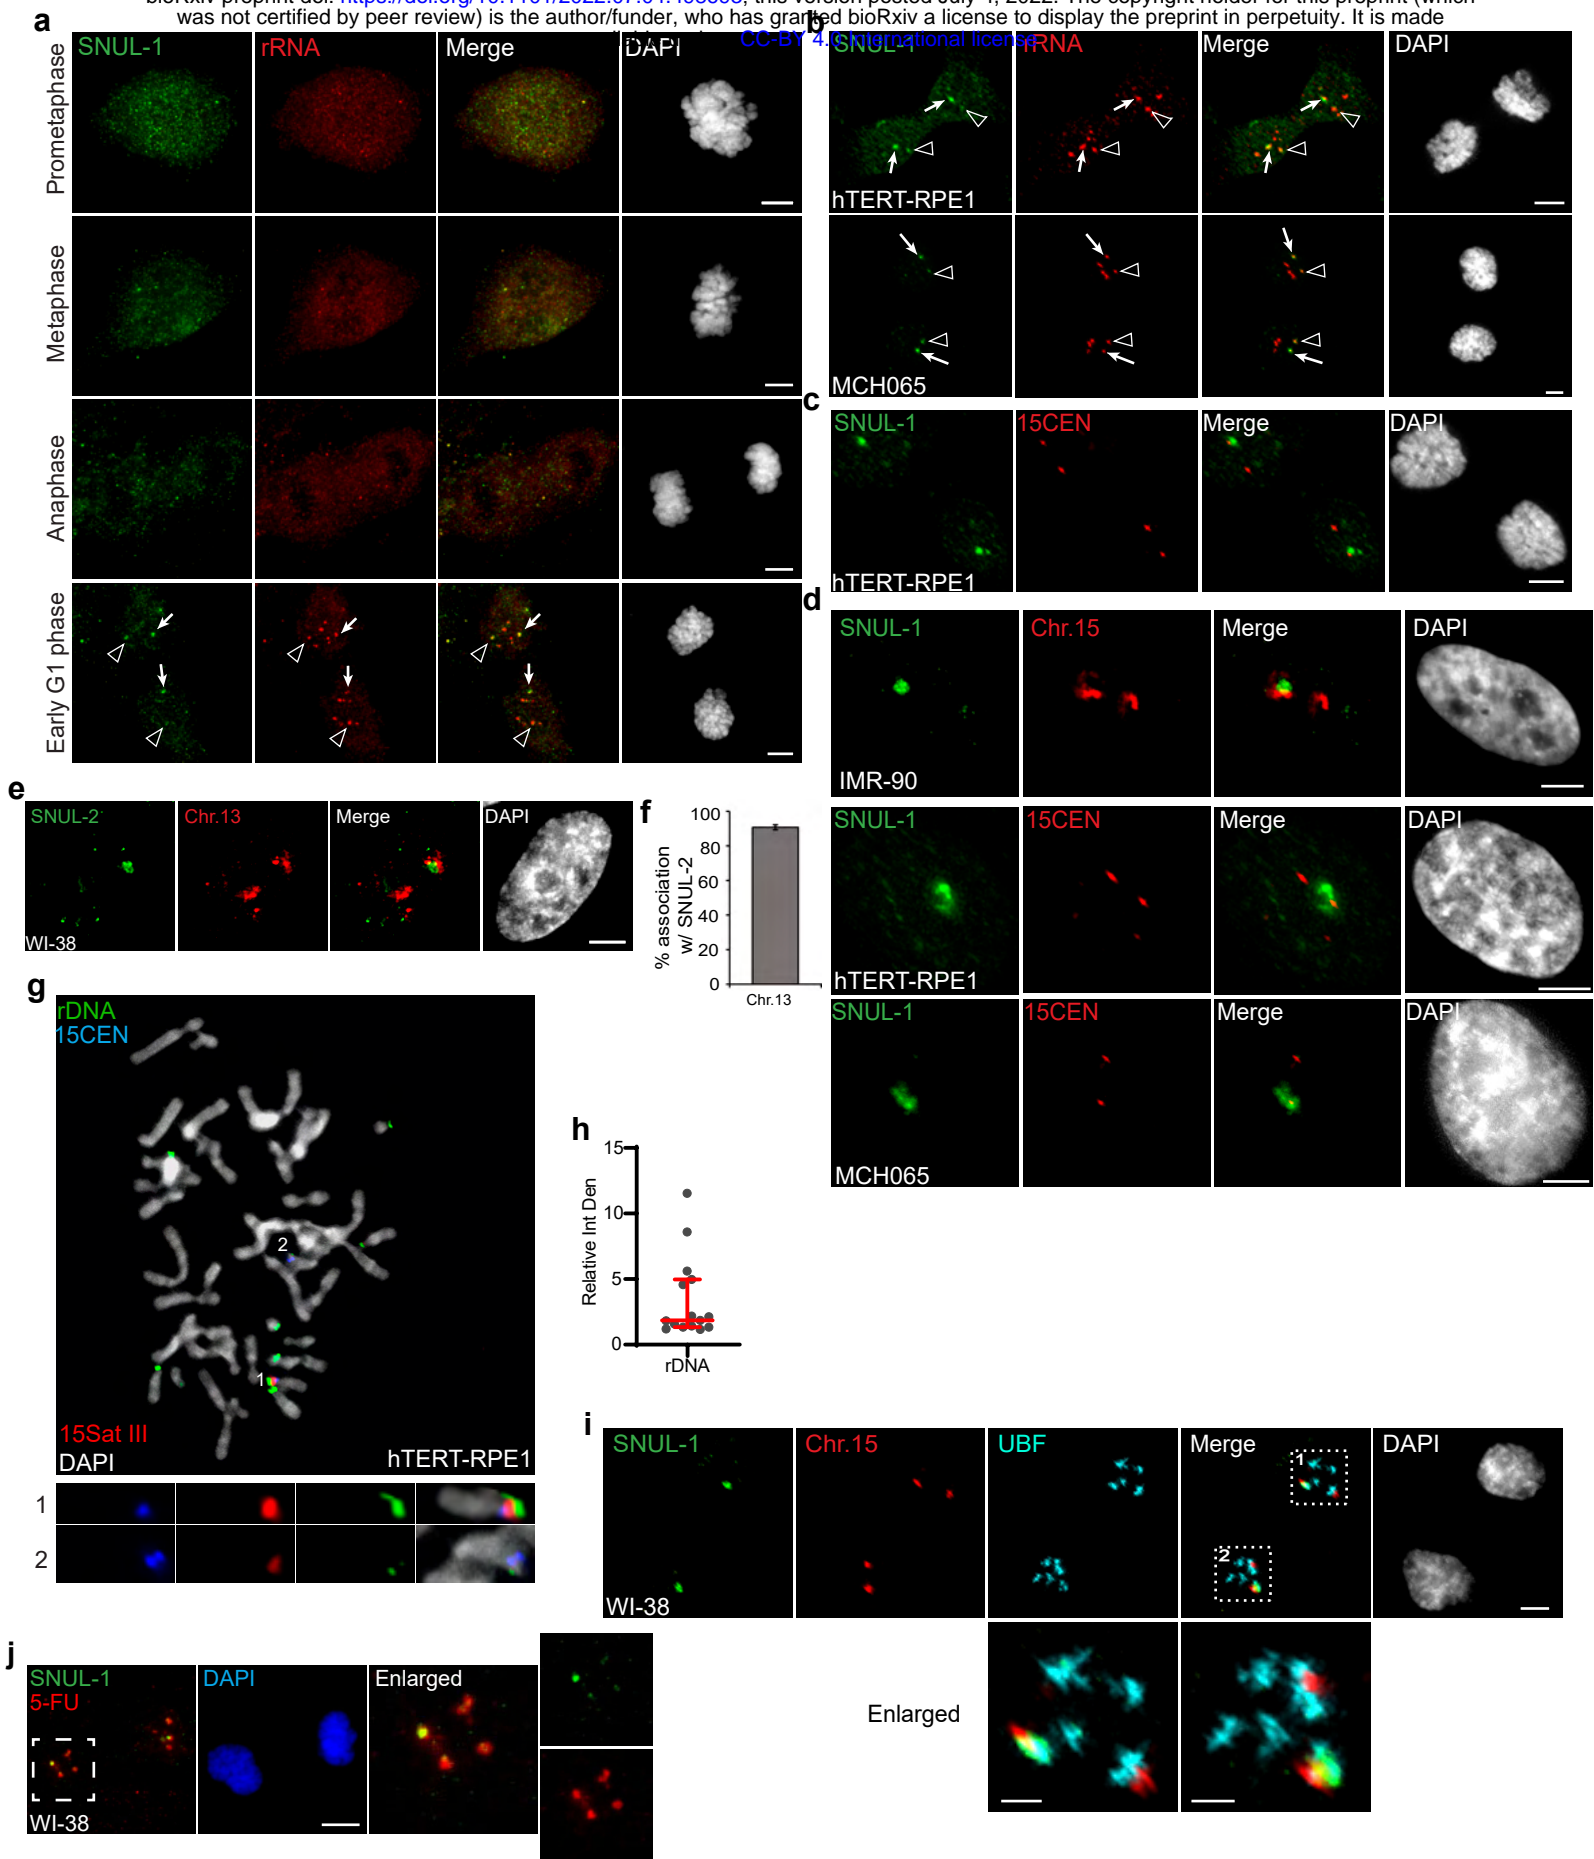 was not certified by peer review) is the author/funder, who has granted bioRxiv a license to display the preprint in perpetuity. It is made
CC-BY 4.0 International license
a
SNUL-1 rRNA Merge DAPI
Prometaphase
Metaphase
Anaphase
Early G1 phase
b
SNUL-1 rRNA Merge DAPI
hTERT-RPE1
MCH065
c
SNUL-1 15CEN Merge DAPI
hTERT-RPE1
d
SNUL-1 Chr.15 Merge DAPI
IMR-90
SNUL-1 15CEN Merge DAPI
hTERT-RPE1
SNUL-1 15CEN Merge DAPI
MCH065
e
SNUL-2 Chr.13 Merge DAPI
WI-38
f
% association
w/ SNUL-2
100
80
60
40
20
0
Chr.13
g
rDNA
15CEN
2
1
15Sat III
DAPI hTERT-RPE1
1
2
h
Relative Int Den
15
10
5
0
rDNA
i
SNUL-1 Chr.15 UBF Merge DAPI
1
2
WI-38
Enlarged
j
SNUL-1 DAPI Enlarged
5-FU
WI-38